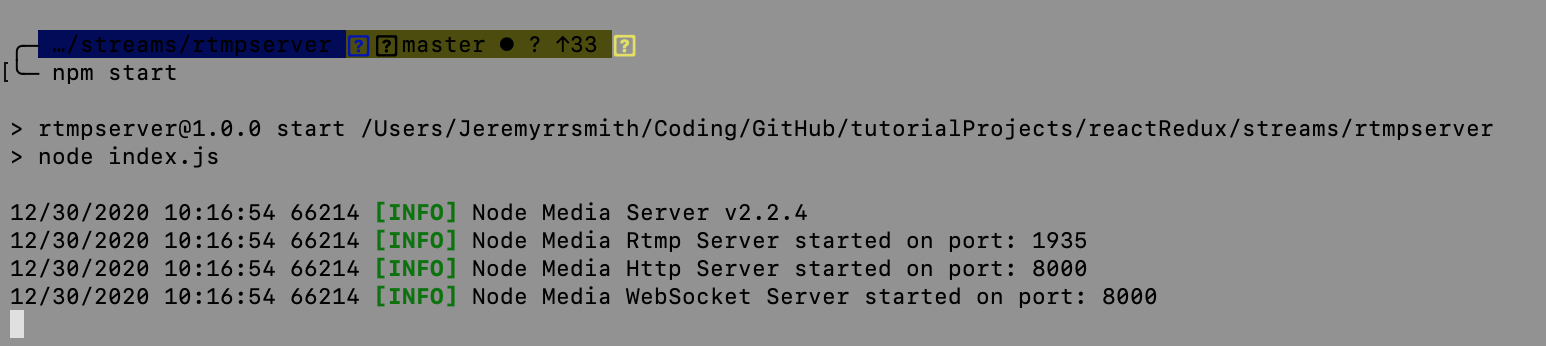 …/streams/rtmpserver master ● ? ↑33
npm start
> rtmpserver@1.0.0 start /Users/Jeremyrrsmith/Coding/GitHub/tutorialProjects/reactRedux/streams/rtmpserver
> node index.js
12/30/2020 10:16:54 66214 [INFO] Node Media Server v2.2.4
12/30/2020 10:16:54 66214 [INFO] Node Media Rtmp Server started on port: 1935
12/30/2020 10:16:54 66214 [INFO] Node Media Http Server started on port: 8000
12/30/2020 10:16:54 66214 [INFO] Node Media WebSocket Server started on port: 8000